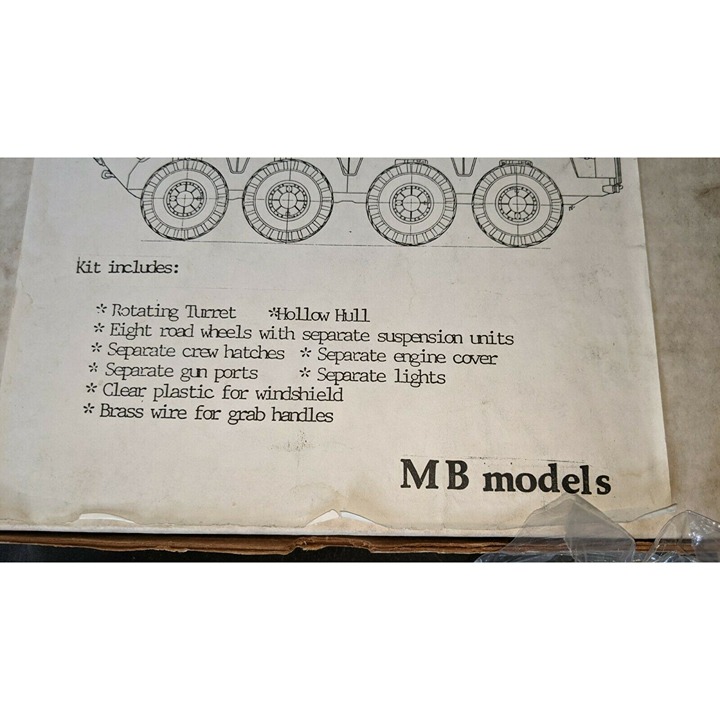 Kit includes:
* Rotating Turret *Hollow Hull
* Eight road wheels with separate suspension units
* Separate crew hatches * Separate engine cover
* Separate gun ports * Separate lights
* Clear plastic for windshield
* Brass wire for grab handles
MB models